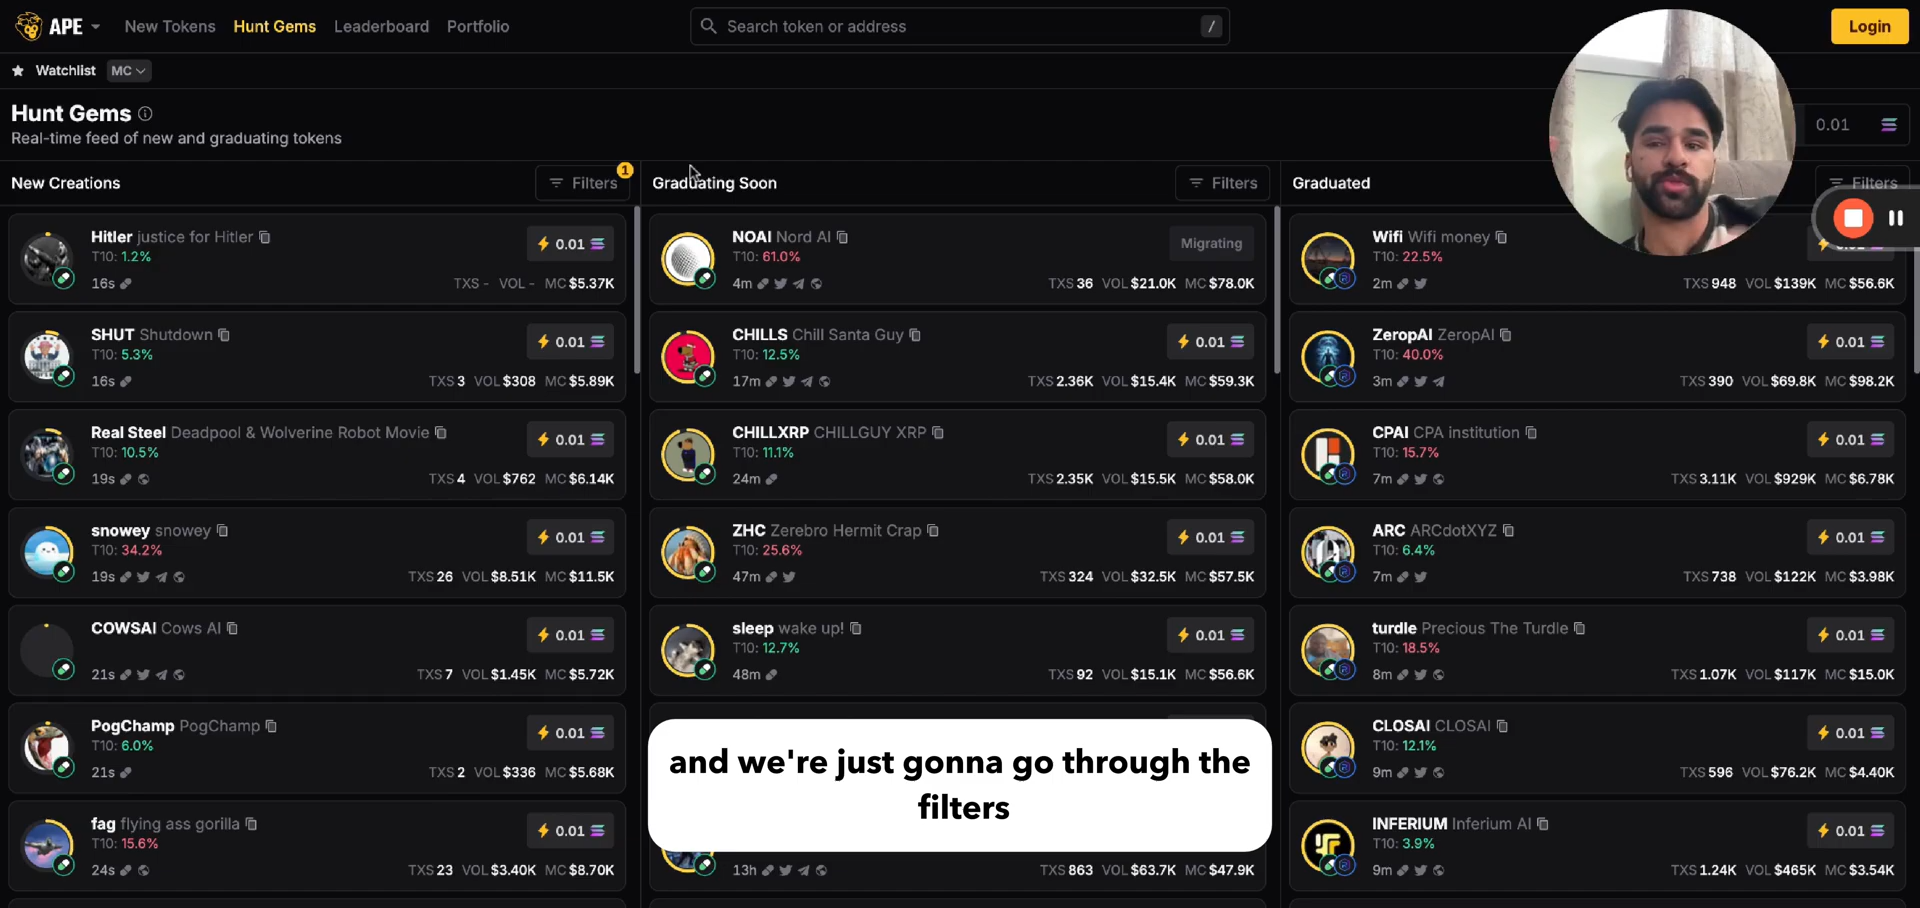 APE
New Tokens
Hunt Gems
Leaderboard
Portfolio
Search token or address
/
Login
Watchlist
MC
Hunt Gems
Real-time feed of new and graduating tokens
0.01
New Creations
Filters
1
Graduating Soon
Filters
Graduated
Filters
Hitler justice for Hitler
0.01
T10: 1.2%
16s
TXS - VOL - MC $5.37K
SHUT Shutdown
0.01
T10: 5.3%
16s
TXS 3 VOL $308 MC $5.89K
Real Steel Deadpool & Wolverine Robot Movie
0.01
T10: 10.5%
19s
TXS 4 VOL $762 MC $6.14K
snowey snowey
0.01
T10: 34.2%
19s
TXS 26 VOL $8.51K MC $11.5K
COWSAI Cows AI
0.01
21s
TXS 7 VOL $1.45K MC $5.72K
PogChamp PogChamp
0.01
T10: 6.0%
21s
TXS 2 VOL $336 MC $5.68K
fag flying ass gorilla
0.01
T10: 15.6%
24s
TXS 23 VOL $3.40K MC $8.70K
NOAI Nord AI
Migrating
T10: 61.0%
4m
TXS 36 VOL $21.0K MC $78.0K
CHILLS Chill Santa Guy
0.01
T10: 12.5%
17m
TXS 2.36K VOL $15.4K MC $59.3K
CHILLXRP CHILLGUY XRP
0.01
T10: 11.1%
24m
TXS 2.35K VOL $15.5K MC $58.0K
ZHC Zerebro Hermit Crap
0.01
T10: 25.6%
47m
TXS 324 VOL $32.5K MC $57.5K
sleep wake up!
0.01
T10: 12.7%
48m
TXS 92 VOL $15.1K MC $56.6K
and we're just gonna go through the
filters
13h
TXS 863 VOL $63.7K MC $47.9K
Wifi Wifi money
T10: 22.5%
2m
TXS 948 VOL $139K MC $56.6K
ZeropAI ZeropAI
0.01
T10: 40.0%
3m
TXS 390 VOL $69.8K MC $98.2K
CPAI CPA institution
0.01
T10: 15.7%
7m
TXS 3.11K VOL $929K MC $6.78K
ARC ARCdotXYZ
0.01
T10: 6.4%
7m
TXS 738 VOL $122K MC $3.98K
turdle Precious The Turdle
0.01
T10: 18.5%
8m
TXS 1.07K VOL $117K MC $15.0K
CLOSAI CLOSAI
0.01
T10: 12.1%
9m
TXS 596 VOL $76.2K MC $4.40K
INFERIUM Inferium AI
0.01
T10: 3.9%
9m
TXS 1.24K VOL $465K MC $3.54K